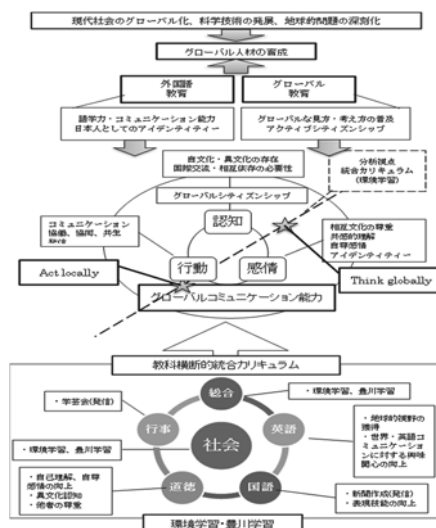 現代社会のグローバル化、科学技術の発展、地球的問題の深刻化
グローバル人材の育成
外国語
教育
グローバル
教育
語学力・コミュニケーション能力
日本人としてのアイデンティティー
グローバルな見方・考え方の普及
アクティブシティズンシップ
自文化・異文化の存在
国際交流・相互依存の必要性
分析視点
統合カリキュラム
(環境学習)
グローバルシティズンシップ
認知
コミュニケーション
協働、協同、共生
発信
相互文化の尊重
共感的理解
自尊感情
アイデンティティー
行動
感情
Act locally
Think globally
グローバルコミュニケーション能力
教科横断的統合カリキュラム
総合
・環境学習、豊川学習
・学芸会(発信)
行事
英語
・地球的視野の
獲得
・世界・英語コミュ
ニケーション
に対する興味
関心の向上
社会
・環境学習、豊川学習
・自己理解、自尊
感情の向上
・異文化認知
・他者の尊重
道徳
国語
・新聞作成(発信)
・表現技能の向上
環境学習・豊川学習